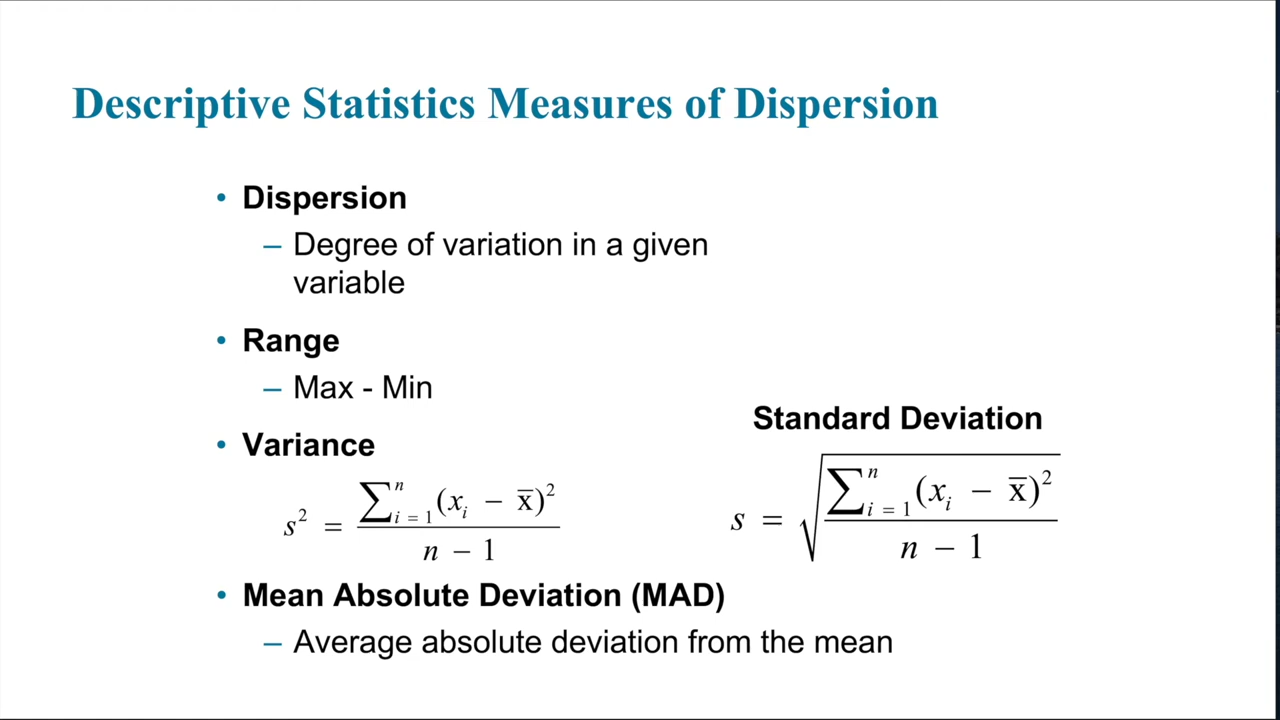 Descriptive Statistics Measures of Dispersion
• Dispersion
– Degree of variation in a given
variable
• Range
– Max - Min
• Variance
s² = ∑ⁿᵢ₌₁(xᵢ − x̅)² / n − 1
Standard Deviation
s = √(∑ⁿᵢ₌₁(xᵢ − x̅)² / n − 1)
• Mean Absolute Deviation (MAD)
– Average absolute deviation from the mean